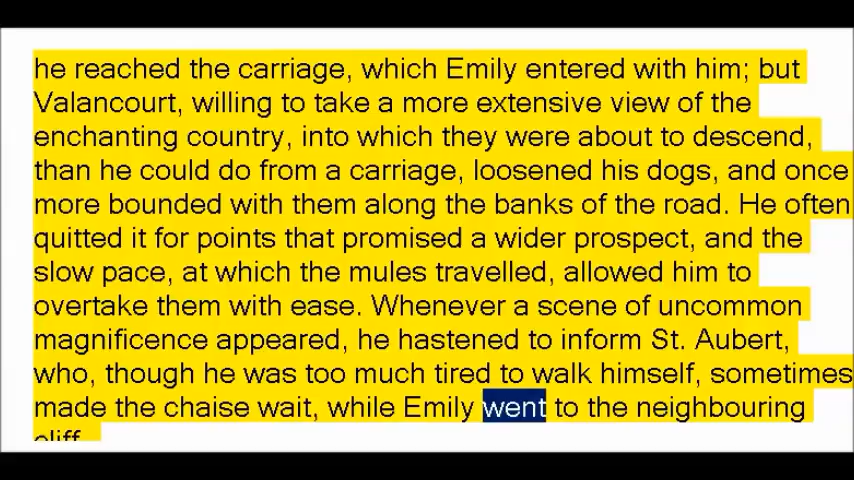 he reached the carriage, which Emily entered with him; but
Valancourt, willing to take a more extensive view of the
enchanting country, into which they were about to descend,
than he could do from a carriage, loosened his dogs, and once
more bounded with them along the banks of the road. He often
quitted it for points that promised a wider prospect, and the
slow pace, at which the mules travelled, allowed him to
overtake them with ease. Whenever a scene of uncommon
magnificence appeared, he hastened to inform St. Aubert,
who, though he was too much tired to walk himself, sometimes
made the chaise wait, while Emily went to the neighbouring
cliff.